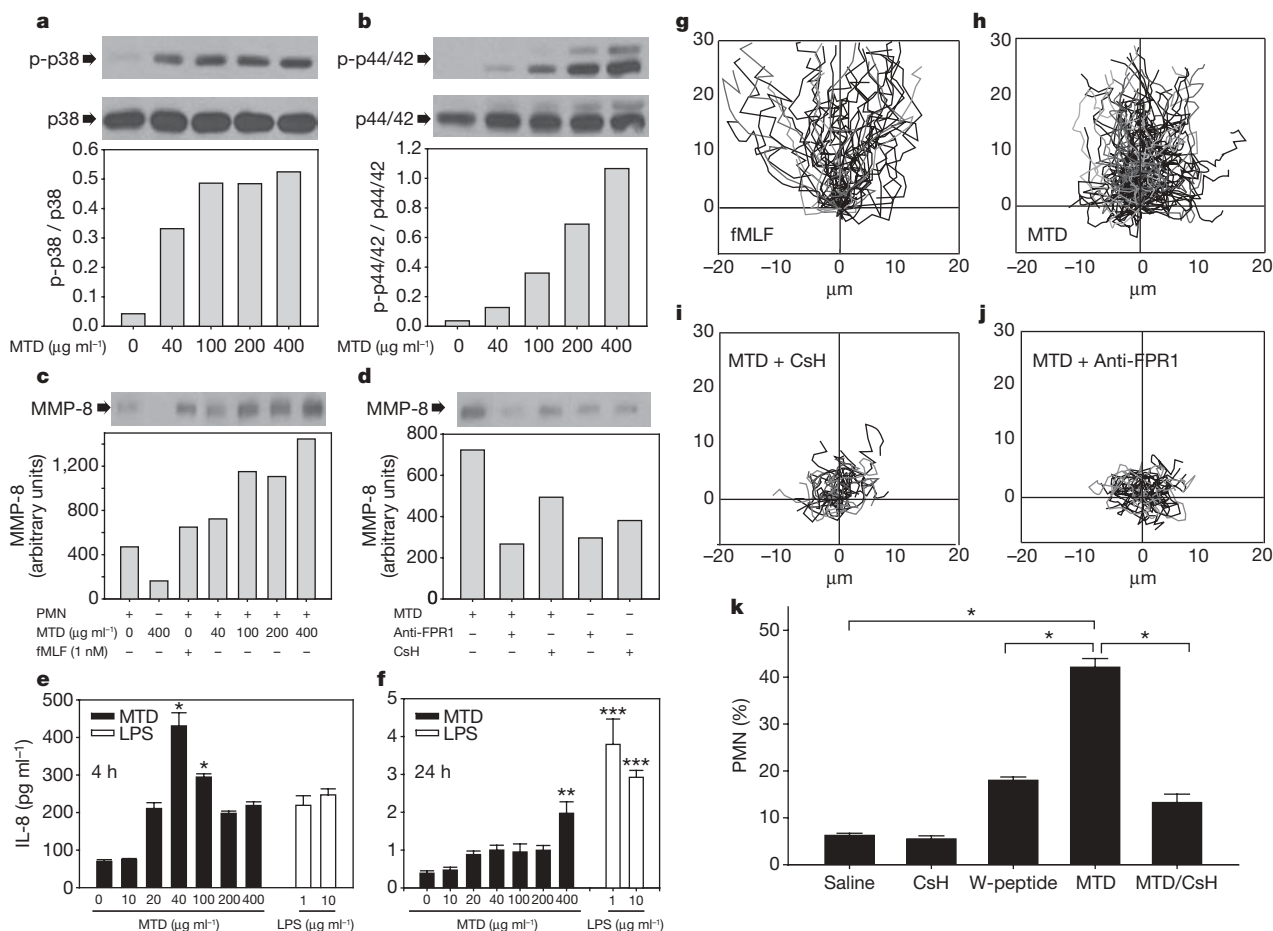 a
p-p38
p38
0.6
0.5
0.4
0.3
0.2
0.1
0.0
p-p38 / p38
MTD (µg ml⁻¹) 0 40 100 200 400
b
p-p44/42
p44/42
1.2
1.0
0.8
0.6
0.4
0.2
0.0
p-p44/42 / p44/42
0 40 100 200 400
c
MMP-8
1,200
800
400
0
MMP-8
(arbitrary units)
PMN + − + + + + +
MTD (µg ml⁻¹) 0 400 0 40 100 200 400
fMLF (1 nM) − − + − − − −
d
MMP-8
800
600
400
200
0
MMP-8
(arbitrary units)
MTD + + + − −
Anti-FPR1 − + − + −
CsH − − + − +
e
500
400
300
200
100
0
IL-8 (pg ml⁻¹)
MTD
LPS
4 h
*
*
0 10 20 40 100 200 400 1 10
MTD (µg ml⁻¹) LPS (µg ml⁻¹)
f
5
4
3
2
1
0
MTD
LPS
24 h
**
***
***
0 10 20 40 100 200 400 1 10
MTD (µg ml⁻¹) LPS (µg ml⁻¹)
g
30
20
10
0
fMLF
−20 −10 0 10 20
µm
h
30
20
10
0
MTD
−20 −10 0 10 20
µm
i
30
20
10
0
MTD + CsH
−20 −10 0 10 20
µm
j
30
20
10
0
MTD + Anti-FPR1
−20 −10 0 10 20
µm
k
50
40
30
20
10
0
PMN (%)
*
* *
Saline CsH W-peptide MTD MTD/CsH